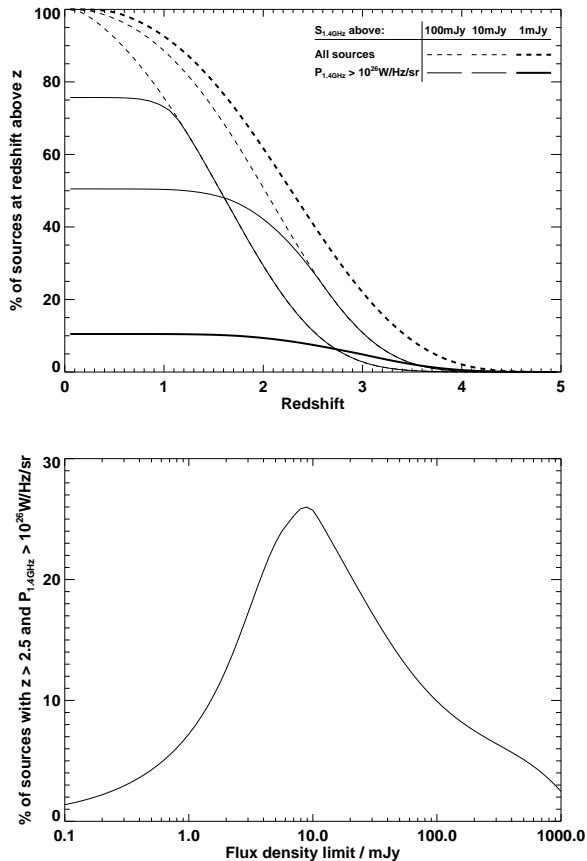 100
S1.4GHz above: 100mJy 10mJy 1mJy
All sources
P1.4GHz > 10^26W/Hz/sr
80
60
40
20
0
% of sources at redshift above z
0 1 2 3 4 5
Redshift
30
20
10
0
% of sources with z > 2.5 and P1.4GHz > 10^26W/Hz/sr
0.1 1.0 10.0 100.0 1000.0
Flux density limit / mJy